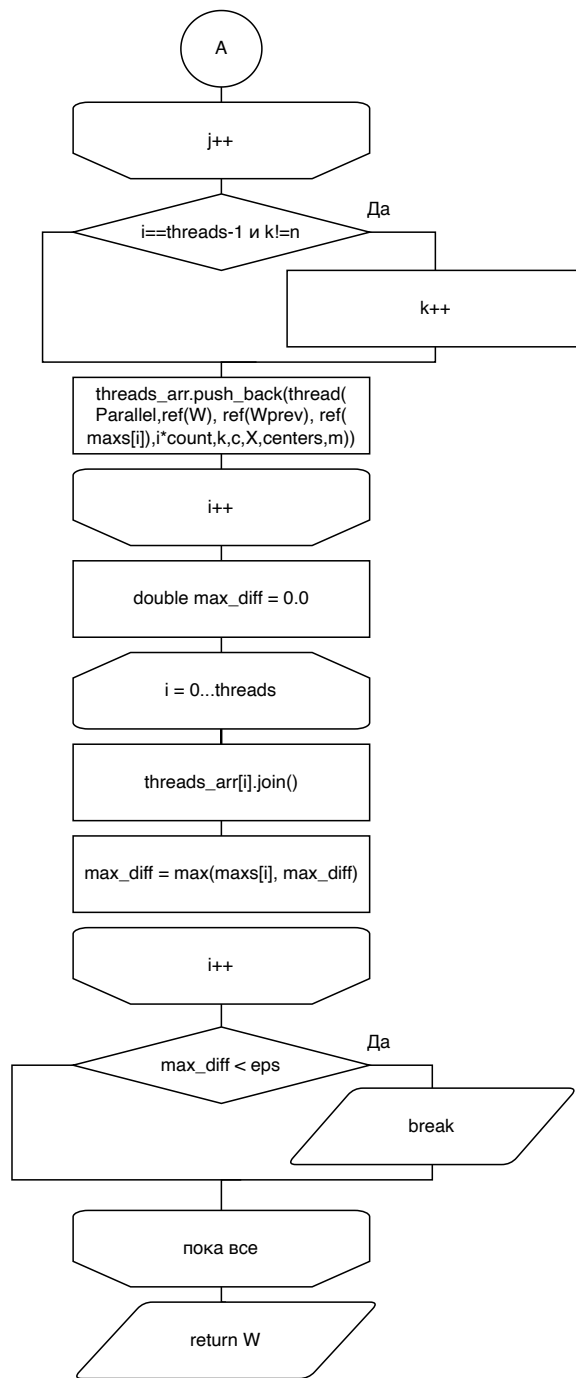 A
j++
i==threads-1 и k!=n
Да
k++
threads_arr.push_back(thread(
Parallel,ref(W), ref(Wprev), ref(
maxs[i]),i*count,k,c,X,centers,m))
i++
double max_diff = 0.0
i = 0...threads
threads_arr[i].join()
max_diff = max(maxs[i], max_diff)
i++
max_diff < eps
Да
break
пока все
return W